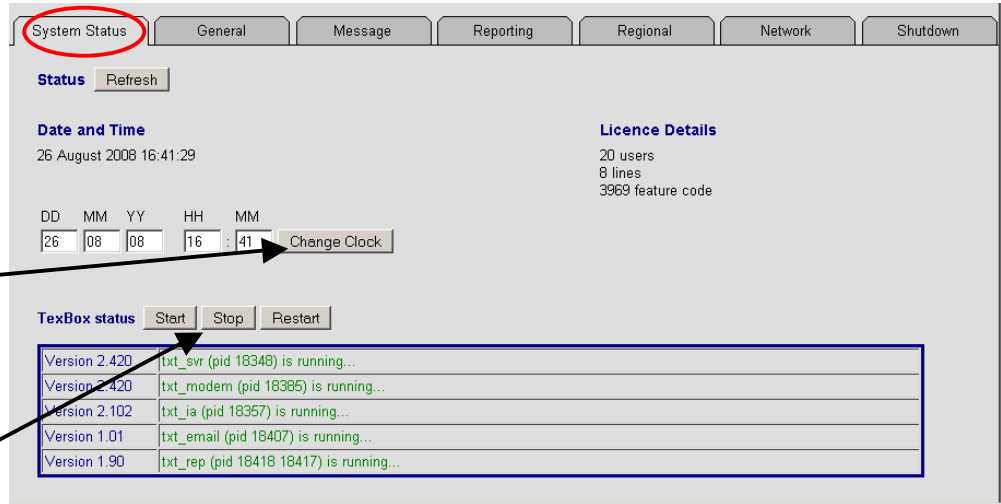 System Status General Message Reporting Regional Network Shutdown
Status Refresh
Date and Time
26 August 2008 16:41:29
Licence Details
20 users
8 lines
3969 feature code
DD MM YY HH MM
26 08 08 16 : 41 Change Clock
TexBox status Start Stop Restart
Version 2.420 txt_svr (pid 18348) is running...
Version 2.420 txt_modem (pid 18385) is running...
Version 2.102 txt_ia (pid 18357) is running...
Version 1.01 txt_email (pid 18407) is running...
Version 1.90 txt_rep (pid 18418 18417) is running...